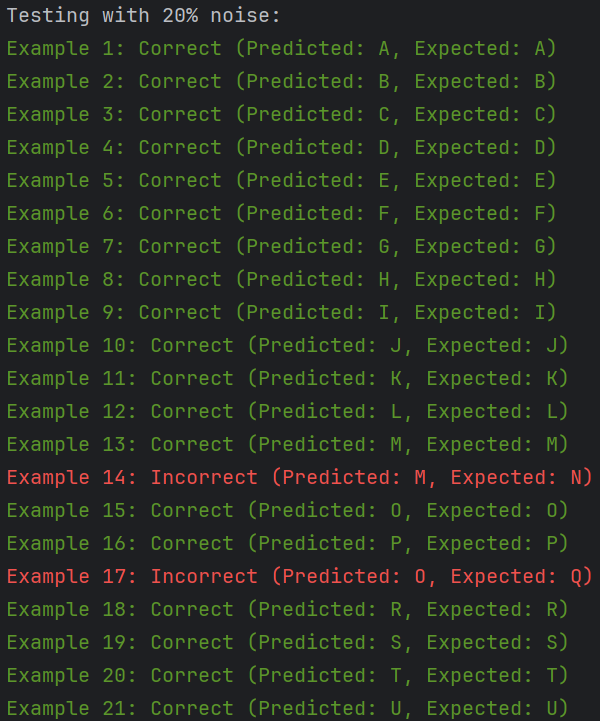 Testing with 20% noise:
Example 1: Correct (Predicted: A, Expected: A)
Example 2: Correct (Predicted: B, Expected: B)
Example 3: Correct (Predicted: C, Expected: C)
Example 4: Correct (Predicted: D, Expected: D)
Example 5: Correct (Predicted: E, Expected: E)
Example 6: Correct (Predicted: F, Expected: F)
Example 7: Correct (Predicted: G, Expected: G)
Example 8: Correct (Predicted: H, Expected: H)
Example 9: Correct (Predicted: I, Expected: I)
Example 10: Correct (Predicted: J, Expected: J)
Example 11: Correct (Predicted: K, Expected: K)
Example 12: Correct (Predicted: L, Expected: L)
Example 13: Correct (Predicted: M, Expected: M)
Example 14: Incorrect (Predicted: M, Expected: N)
Example 15: Correct (Predicted: O, Expected: O)
Example 16: Correct (Predicted: P, Expected: P)
Example 17: Incorrect (Predicted: O, Expected: Q)
Example 18: Correct (Predicted: R, Expected: R)
Example 19: Correct (Predicted: S, Expected: S)
Example 20: Correct (Predicted: T, Expected: T)
Example 21: Correct (Predicted: U, Expected: U)